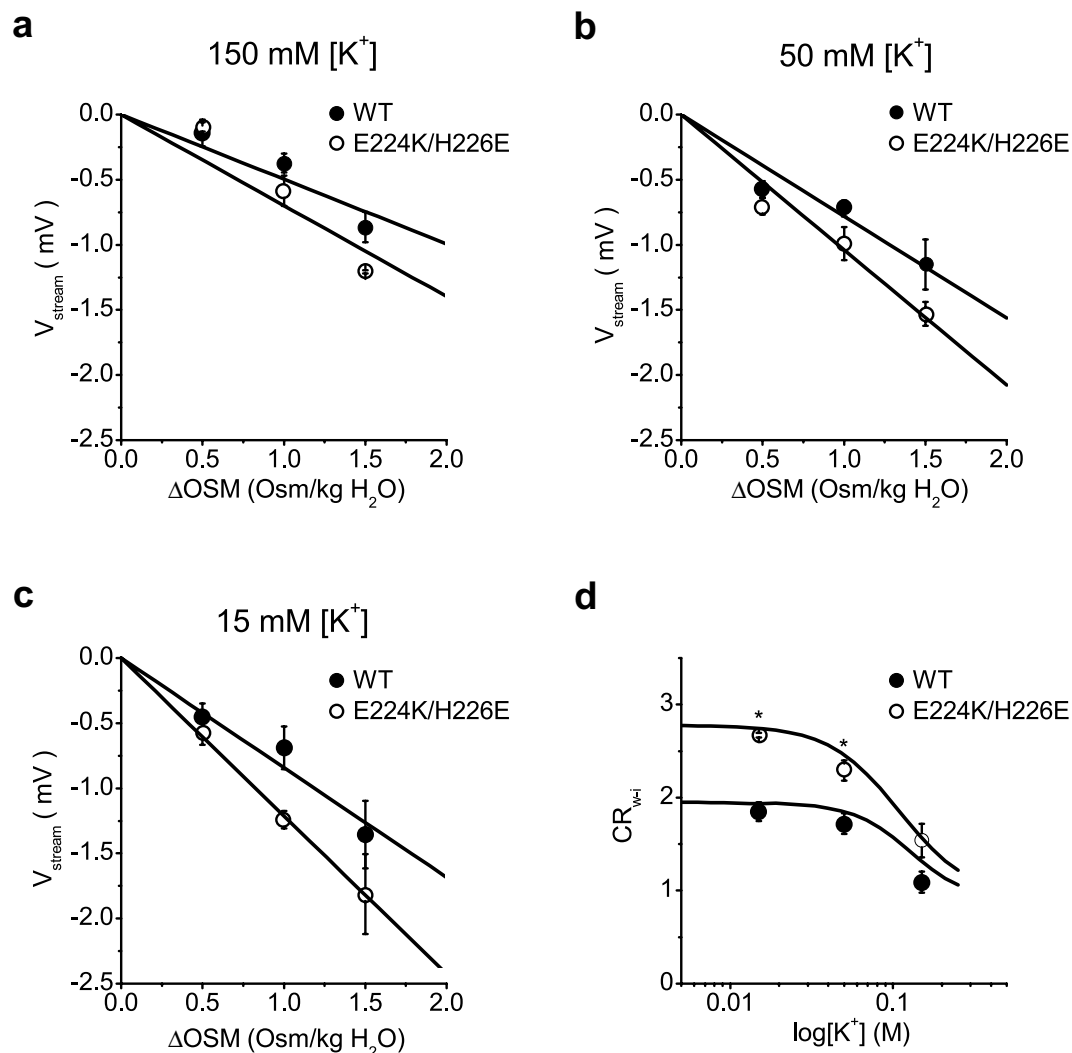 a
150 mM [K⁺]
WT
E224K/H226E
0.0
-0.5
-1.0
-1.5
-2.0
-2.5
V_stream ( mV )
0.0 0.5 1.0 1.5 2.0
ΔOSM (Osm/kg H₂O)
b
50 mM [K⁺]
WT
E224K/H226E
0.0
-0.5
-1.0
-1.5
-2.0
-2.5
V_stream ( mV )
0.0 0.5 1.0 1.5 2.0
ΔOSM (Osm/kg H₂O)
c
15 mM [K⁺]
WT
E224K/H226E
0.0
-0.5
-1.0
-1.5
-2.0
-2.5
V_stream ( mV )
0.0 0.5 1.0 1.5 2.0
ΔOSM (Osm/kg H₂O)
d
WT
E224K/H226E
3
2
1
0
* *
CR_w-i
0.01 0.1
log[K⁺] (M)